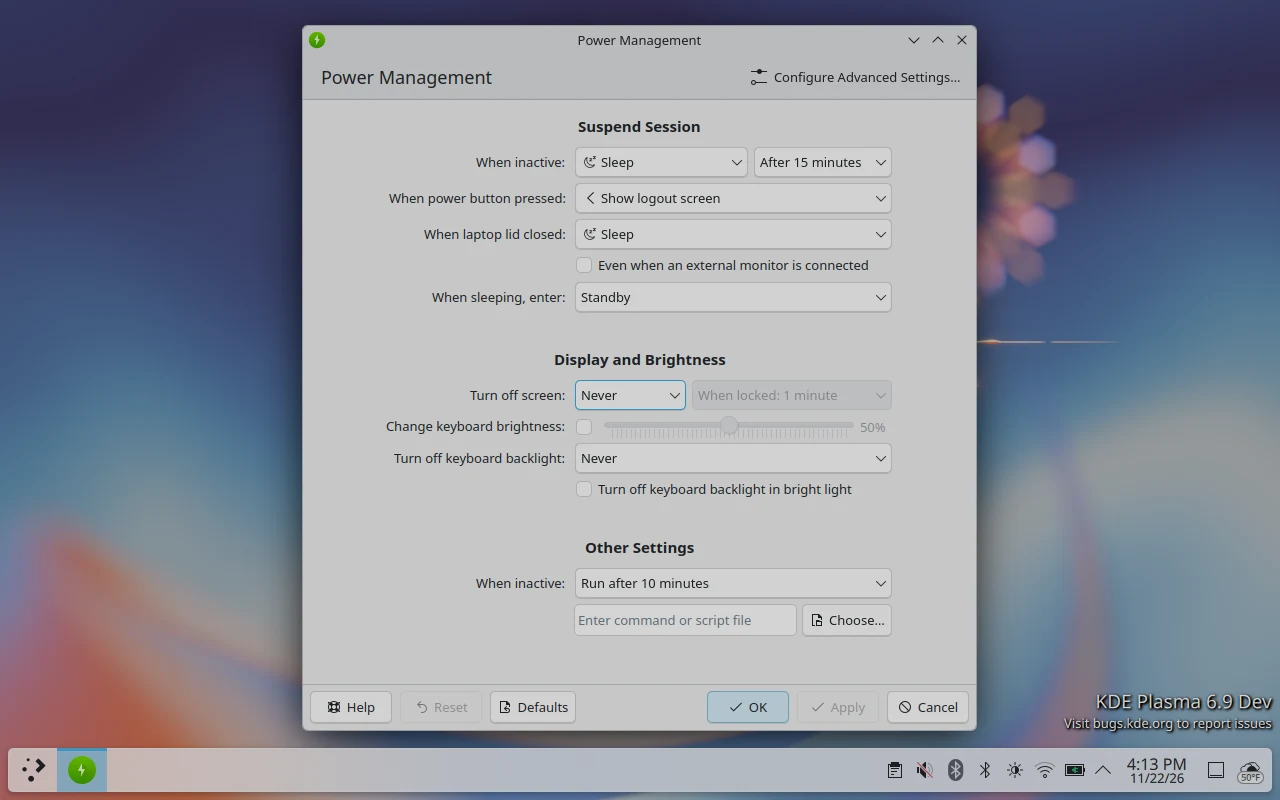 Power Management
Power Management
Configure Advanced Settings...
Suspend Session
When inactive: Sleep After 15 minutes
When power button pressed: Show logout screen
When laptop lid closed: Sleep
Even when an external monitor is connected
When sleeping, enter: Standby
Display and Brightness
Turn off screen: Never When locked: 1 minute
Change keyboard brightness: 50%
Turn off keyboard backlight: Never
Turn off keyboard backlight in bright light
Other Settings
When inactive: Run after 10 minutes
Enter command or script file Choose...
Help Reset Defaults OK Apply Cancel
KDE Plasma 6.9 Dev
Visit bugs.kde.org to report issues
4:13 PM
11/22/26
50°F